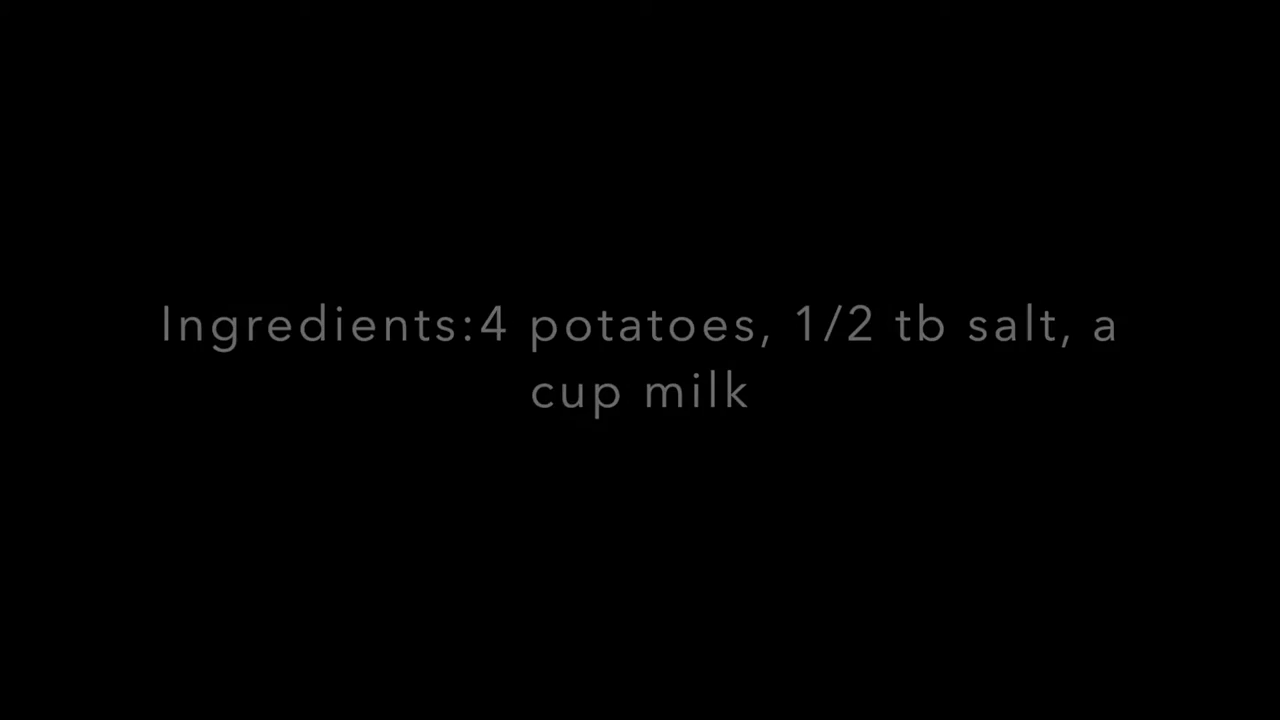 Ingredients:4 potatoes, 1/2 tb salt, a
cup milk